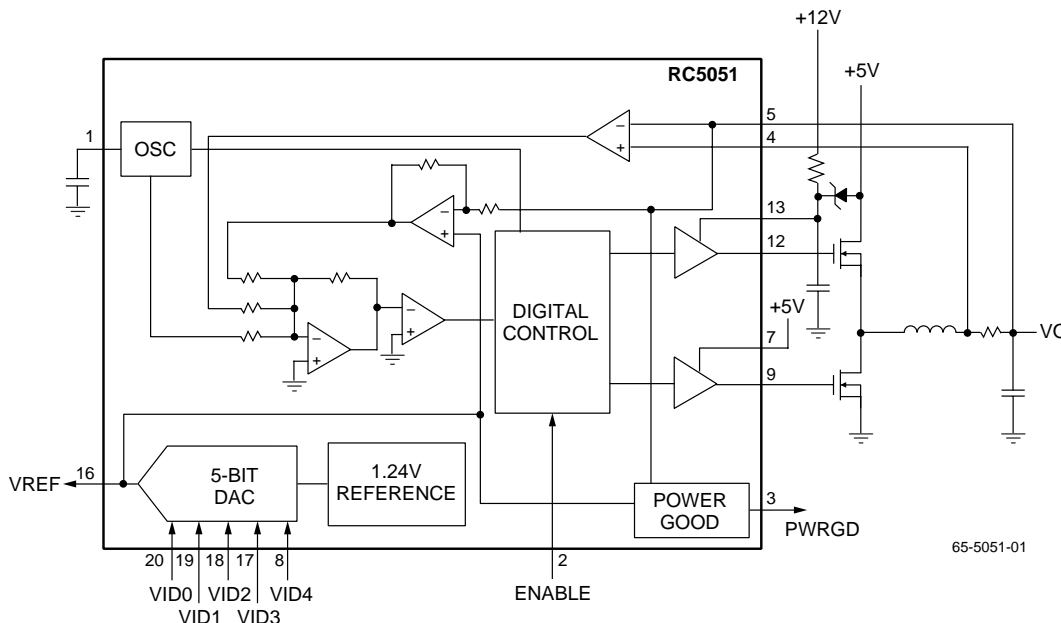 +12V
RC5051
+5V
1
OSC
5
4
13
12
DIGITAL
CONTROL
+5V
7
9
VO
VREF
16
5-BIT
DAC
1.24V
REFERENCE
POWER
GOOD
3
PWRGD
20 19 18 17 8
2
65-5051-01
VID0 VID2 VID4
VID1 VID3
ENABLE